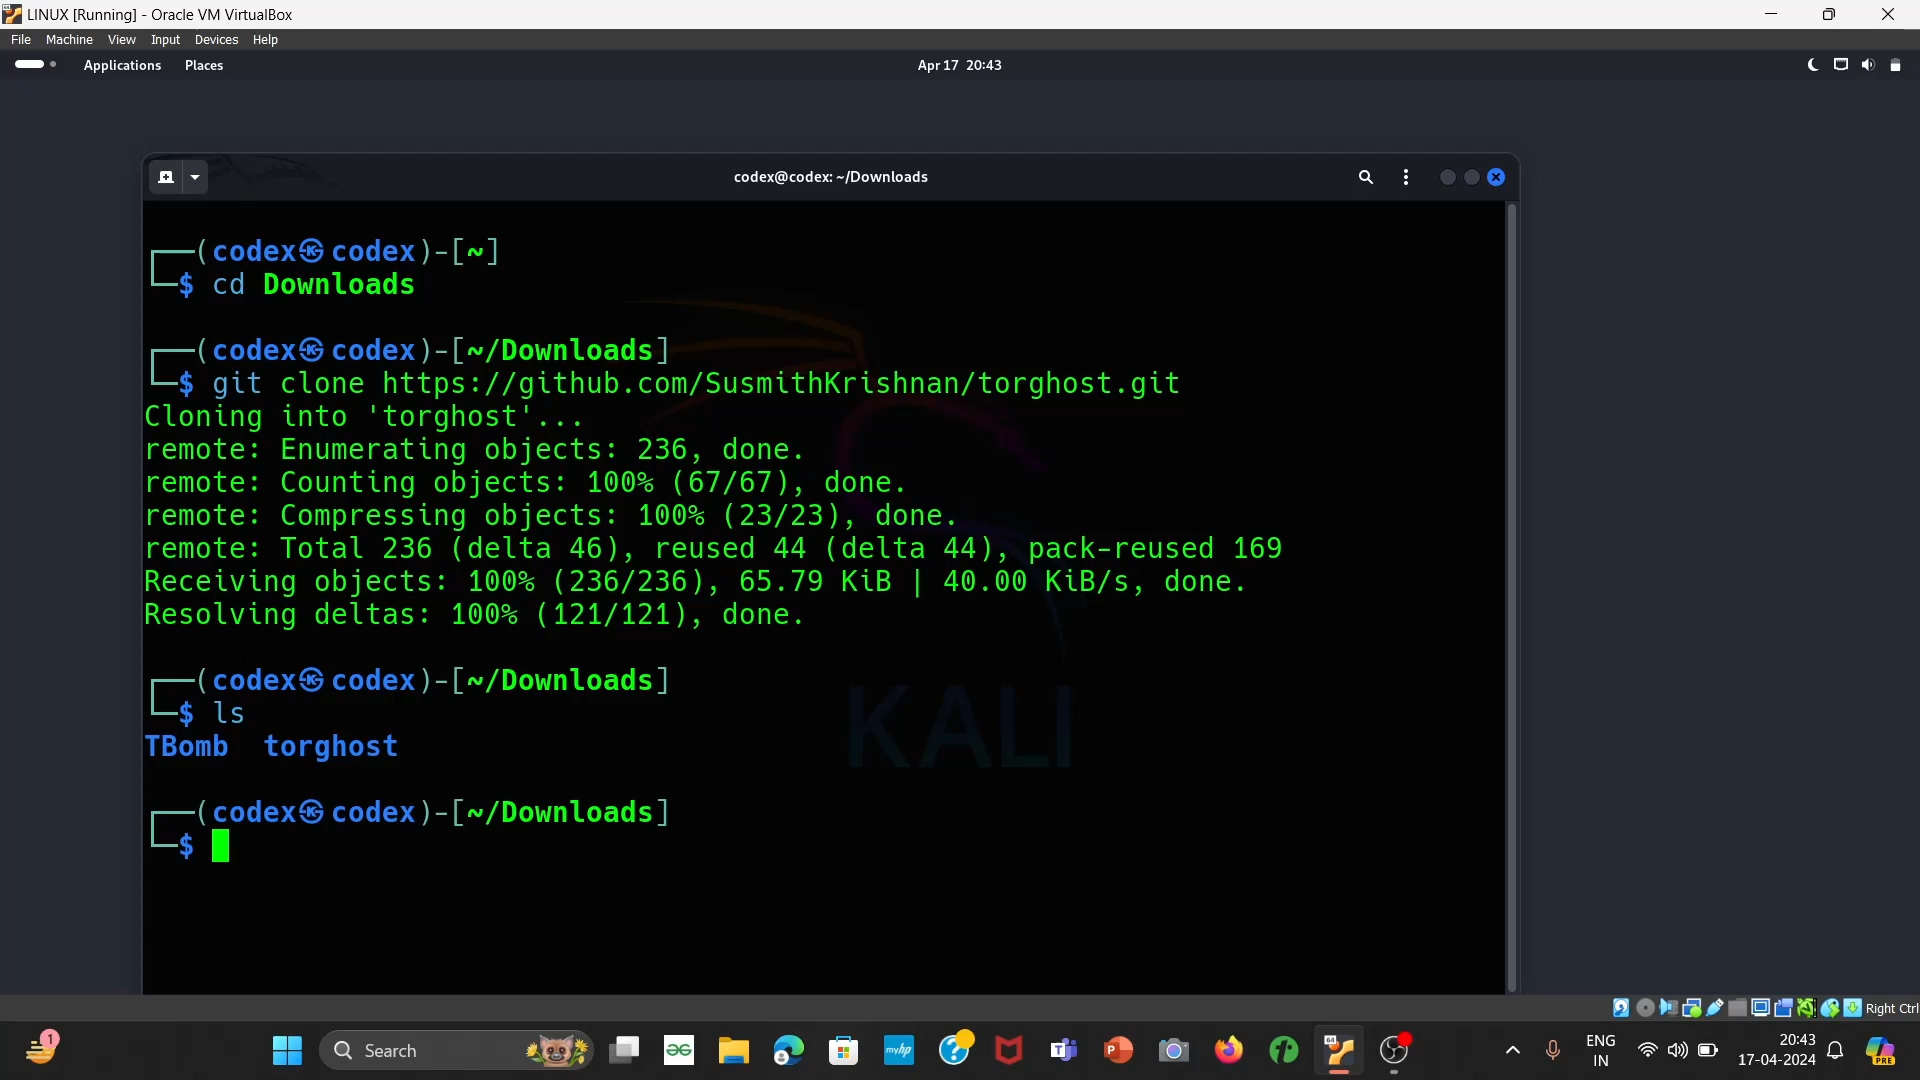 LINUX [Running] - Oracle VM VirtualBox
File Machine View Input Devices Help
Applications Places Apr 17 20:43
codex@codex: ~/Downloads
┌──(codex㉿codex)-[~]
└─$ cd Downloads
┌──(codex㉿codex)-[~/Downloads]
└─$ git clone https://github.com/SusmithKrishnan/torghost.git
Cloning into 'torghost'...
remote: Enumerating objects: 236, done.
remote: Counting objects: 100% (67/67), done.
remote: Compressing objects: 100% (23/23), done.
remote: Total 236 (delta 46), reused 44 (delta 44), pack-reused 169
Receiving objects: 100% (236/236), 65.79 KiB | 40.00 KiB/s, done.
Resolving deltas: 100% (121/121), done.
┌──(codex㉿codex)-[~/Downloads]
└─$ ls
TBomb torghost
KALI
┌──(codex㉿codex)-[~/Downloads]
└─$
Right Ctrl
1
Search
myhp
ENG
IN
20:43
17-04-2024
PRE
64